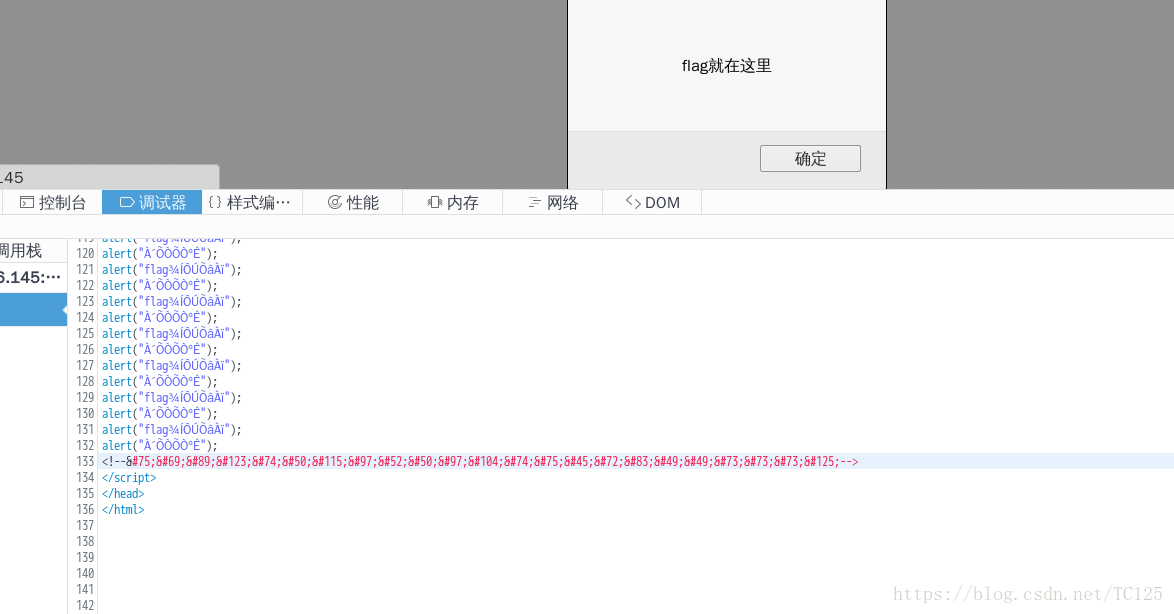 flag就在这里
确定
.145
控制台 调试器 {} 样式编… 性能 内存 网络 DOM
调用栈
6.145:…
120 alert("À´ÕÒÕÒ°É");
121 alert("flag¾ÍÔÚÕâÀï");
122 alert("À´ÕÒÕÒ°É");
123 alert("flag¾ÍÔÚÕâÀï");
124 alert("À´ÕÒÕÒ°É");
125 alert("flag¾ÍÔÚÕâÀï");
126 alert("À´ÕÒÕÒ°É");
127 alert("flag¾ÍÔÚÕâÀï");
128 alert("À´ÕÒÕÒ°É");
129 alert("flag¾ÍÔÚÕâÀï");
130 alert("À´ÕÒÕÒ°É");
131 alert("flag¾ÍÔÚÕâÀï");
132 alert("À´ÕÒÕÒ°É");
133 <!--&#75;&#69;&#89;&#123;&#74;&#50;&#115;&#97;&#52;&#50;&#97;&#104;&#74;&#75;&#45;&#72;&#83;&#49;&#49;&#73;&#73;&#73;&#125;-->
134 </script>
135 </head>
136 </html>
137
138
139
140
141
142
https://blog.csdn.net/TC125